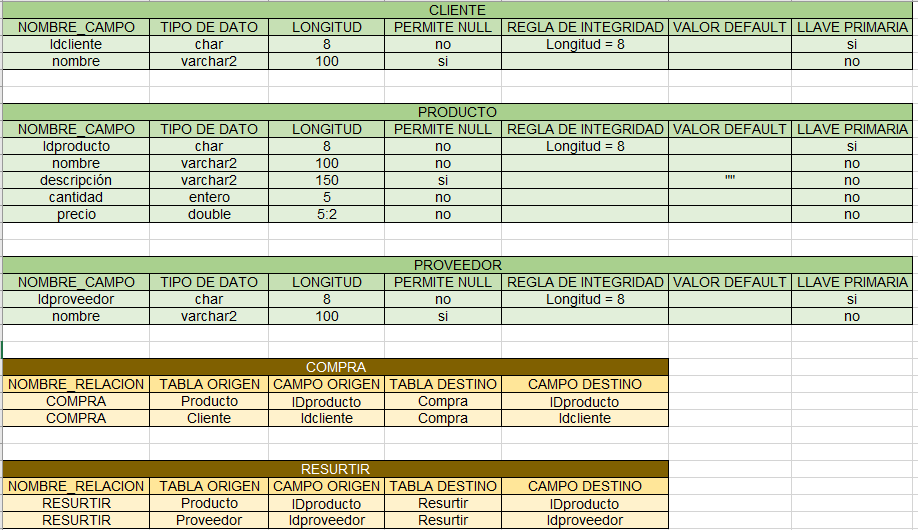 CLIENTE
NOMBRE_CAMPO TIPO DE DATO LONGITUD PERMITE NULL REGLA DE INTEGRIDAD VALOR DEFAULT LLAVE PRIMARIA
Idcliente char 8 no Longitud = 8 si
nombre varchar2 100 si no
PRODUCTO
NOMBRE_CAMPO TIPO DE DATO LONGITUD PERMITE NULL REGLA DE INTEGRIDAD VALOR DEFAULT LLAVE PRIMARIA
Idproducto char 8 no Longitud = 8 si
nombre varchar2 100 no no
descripción varchar2 150 si "" no
cantidad entero 5 no no
precio double 5:2 no no
PROVEEDOR
NOMBRE_CAMPO TIPO DE DATO LONGITUD PERMITE NULL REGLA DE INTEGRIDAD VALOR DEFAULT LLAVE PRIMARIA
Idproveedor char 8 no Longitud = 8 si
nombre varchar2 100 si no
COMPRA
NOMBRE_RELACION TABLA ORIGEN CAMPO ORIGEN TABLA DESTINO CAMPO DESTINO
COMPRA Producto IDproducto Compra IDproducto
COMPRA Cliente Idcliente Compra Idcliente
RESURTIR
NOMBRE_RELACION TABLA ORIGEN CAMPO ORIGEN TABLA DESTINO CAMPO DESTINO
RESURTIR Producto IDproducto Resurtir IDproducto
RESURTIR Proveedor Idproveedor Resurtir Idproveedor